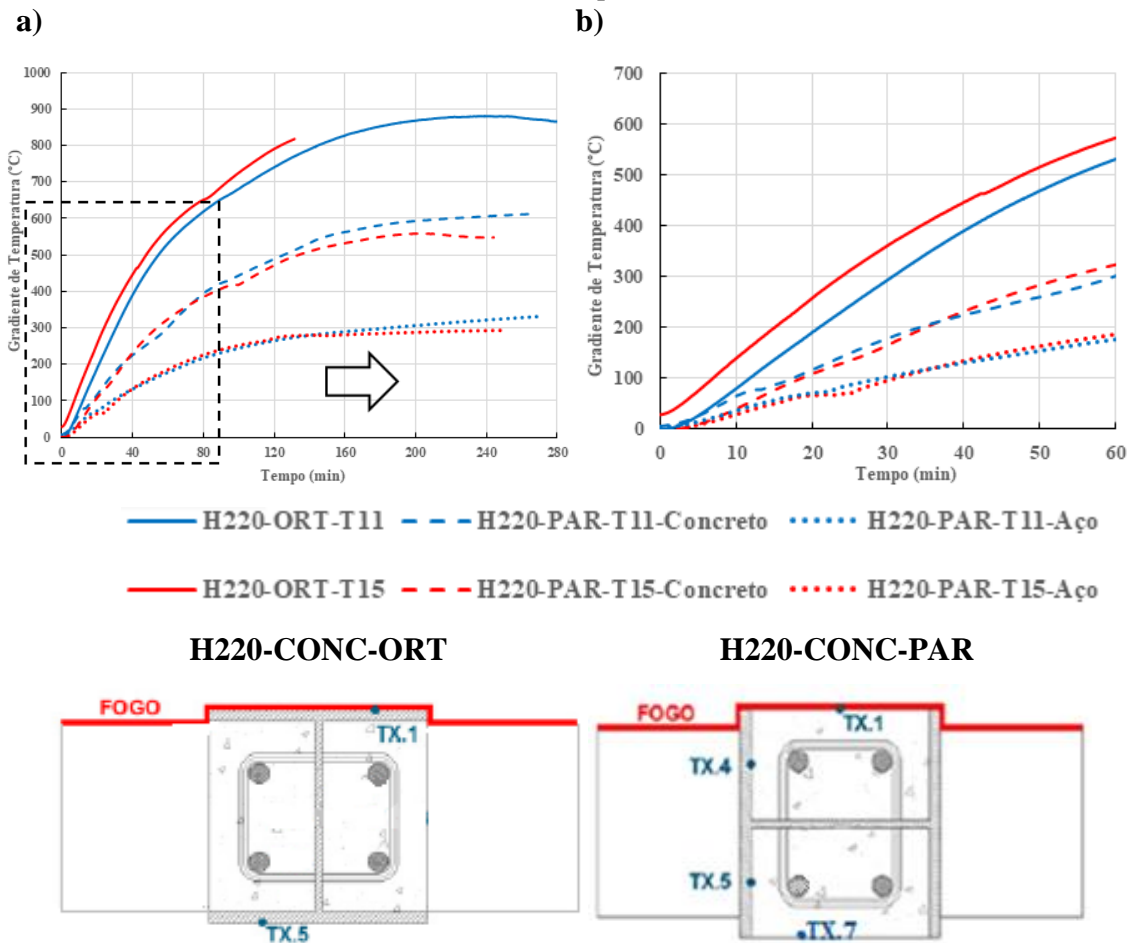 a)
b)
1000
900
800
700
600
500
400
300
200
100
0
Gradiente de Temperatura (°C)
0 40 80 120 160 200 240 280
Tempo (min)
700
600
500
400
300
200
100
0
Gradiente de Temperatura (°C)
0 10 20 30 40 50 60
Tempo (min)
H220-ORT-T11 H220-PAR-T11-Concreto H220-PAR-T11-Aço
H220-ORT-T15 H220-PAR-T15-Concreto H220-PAR-T15-Aço
H220-CONC-ORT
H220-CONC-PAR
FOGO
TX.1
TX.5
FOGO
TX.1
TX.4
TX.5
TX.7